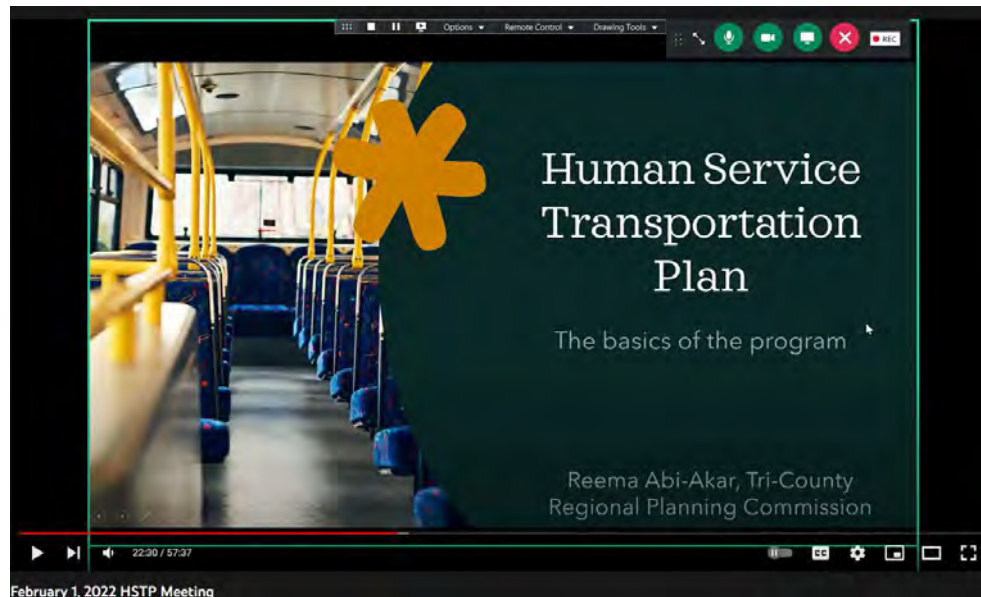 Options Remote Control Drawing Tools
REC
Human Service
Transportation
Plan
The basics of the program
Reema Abi-Akar, Tri-County
Regional Planning Commission
22:30 / 57:37
CC
February 1, 2022 HSTP Meeting